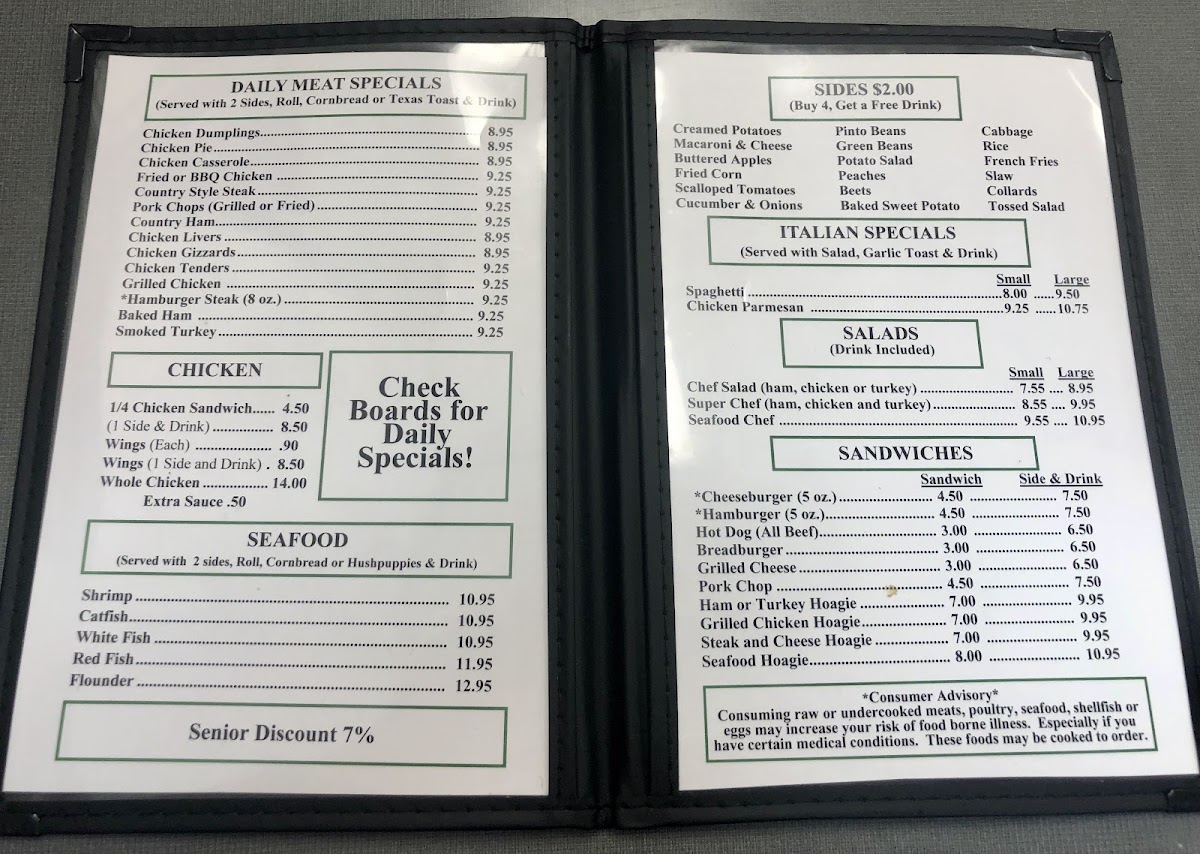 DAILY MEAT SPECIALS
(Served with 2 Sides, Roll, Cornbread or Texas Toast & Drink)
Chicken Dumplings................ 8.95
Chicken Pie................ 8.95
Chicken Casserole................ 8.95
Fried or BBQ Chicken ................ 9.25
Country Style Steak................ 9.25
Pork Chops (Grilled or Fried)................ 9.25
Country Ham................ 9.25
Chicken Livers ................ 8.95
Chicken Gizzards................ 8.95
Chicken Tenders ................ 9.25
Grilled Chicken ................ 9.25
*Hamburger Steak (8 oz.) ................ 9.25
Baked Ham ................ 9.25
Smoked Turkey................ 9.25
CHICKEN
1/4 Chicken Sandwich...... 4.50
(1 Side & Drink) ............... 8.50
Wings (Each) .................... .90
Wings (1 Side and Drink) . 8.50
Whole Chicken ............... 14.00
Extra Sauce .50
Check
Boards for
Daily
Specials!
SEAFOOD
(Served with 2 sides, Roll, Cornbread or Hushpuppies & Drink)
Shrimp ................ 10.95
Catfish................ 10.95
White Fish ................ 10.95
Red Fish................ 11.95
Flounder ................ 12.95
Senior Discount 7%
SIDES $2.00
(Buy 4, Get a Free Drink)
Creamed Potatoes Pinto Beans Cabbage
Macaroni & Cheese Green Beans Rice
Buttered Apples Potato Salad French Fries
Fried Corn Peaches Slaw
Scalloped Tomatoes Beets Collards
Cucumber & Onions Baked Sweet Potato Tossed Salad
ITALIAN SPECIALS
(Served with Salad, Garlic Toast & Drink)
Small Large
Spaghetti ................8.00 .....9.50
Chicken Parmesan ................9.25 ......10.75
SALADS
(Drink Included)
Small Large
Chef Salad (ham, chicken or turkey) ................ 7.55 .... 8.95
Super Chef (ham, chicken and turkey)................ 8.55 .... 9.95
Seafood Chef ................ 9.55 .... 10.95
SANDWICHES
Sandwich Side & Drink
*Cheeseburger (5 oz.)................ 4.50 ................ 7.50
*Hamburger (5 oz.)................ 4.50 ................ 7.50
Hot Dog (All Beef)................ 3.00 ................ 6.50
Breadburger ................ 3.00 ................ 6.50
Grilled Cheese ................ 3.00 ................ 6.50
Pork Chop ................ 4.50 ................ 7.50
Ham or Turkey Hoagie ................ 7.00 ................ 9.95
Grilled Chicken Hoagie................ 7.00 ................ 9.95
Steak and Cheese Hoagie ................ 7.00 ................ 9.95
Seafood Hoagie................ 8.00 ................ 10.95
*Consumer Advisory*
Consuming raw or undercooked meats, poultry, seafood, shellfish or
eggs may increase your risk of food borne illness. Especially if you
have certain medical conditions. These foods may be cooked to order.